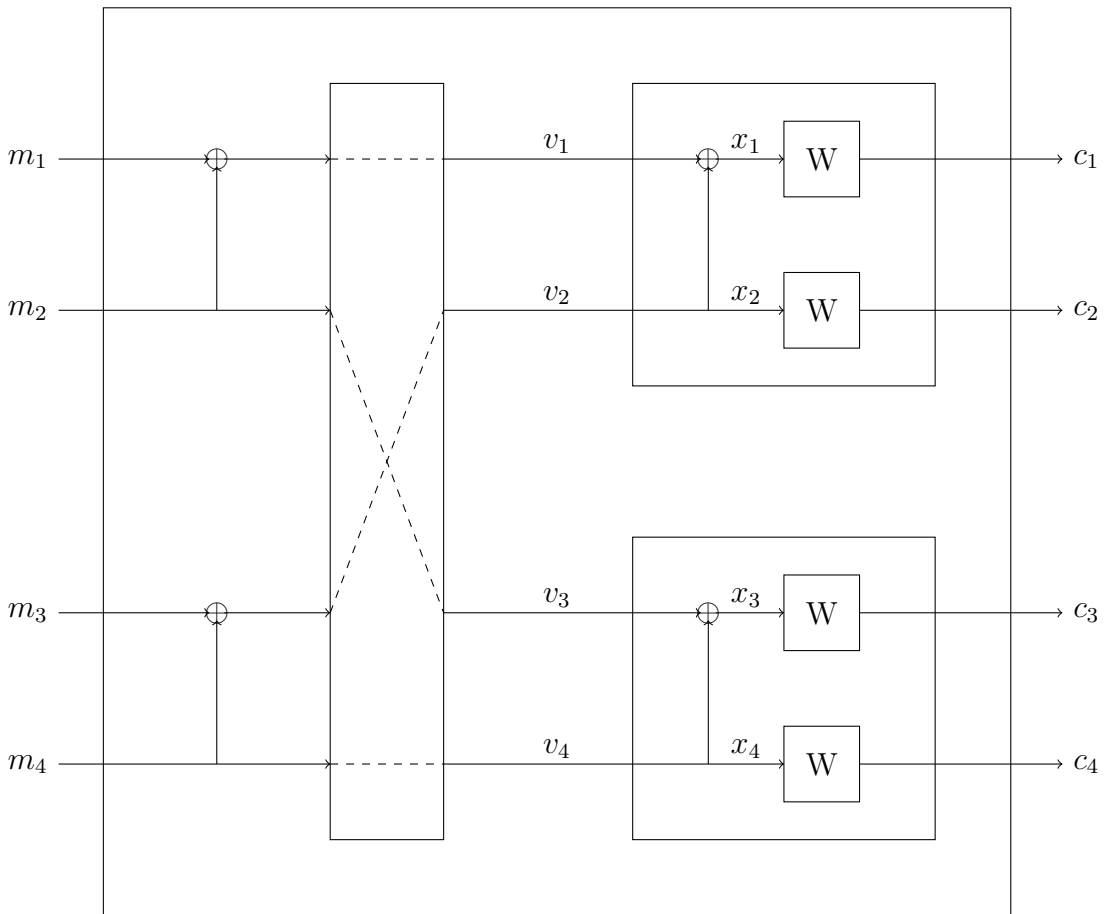 m₁ v₁ x₁ W c₁
m₂ v₂ x₂ W c₂
m₃ v₃ x₃ W c₃
m₄ v₄ x₄ W c₄